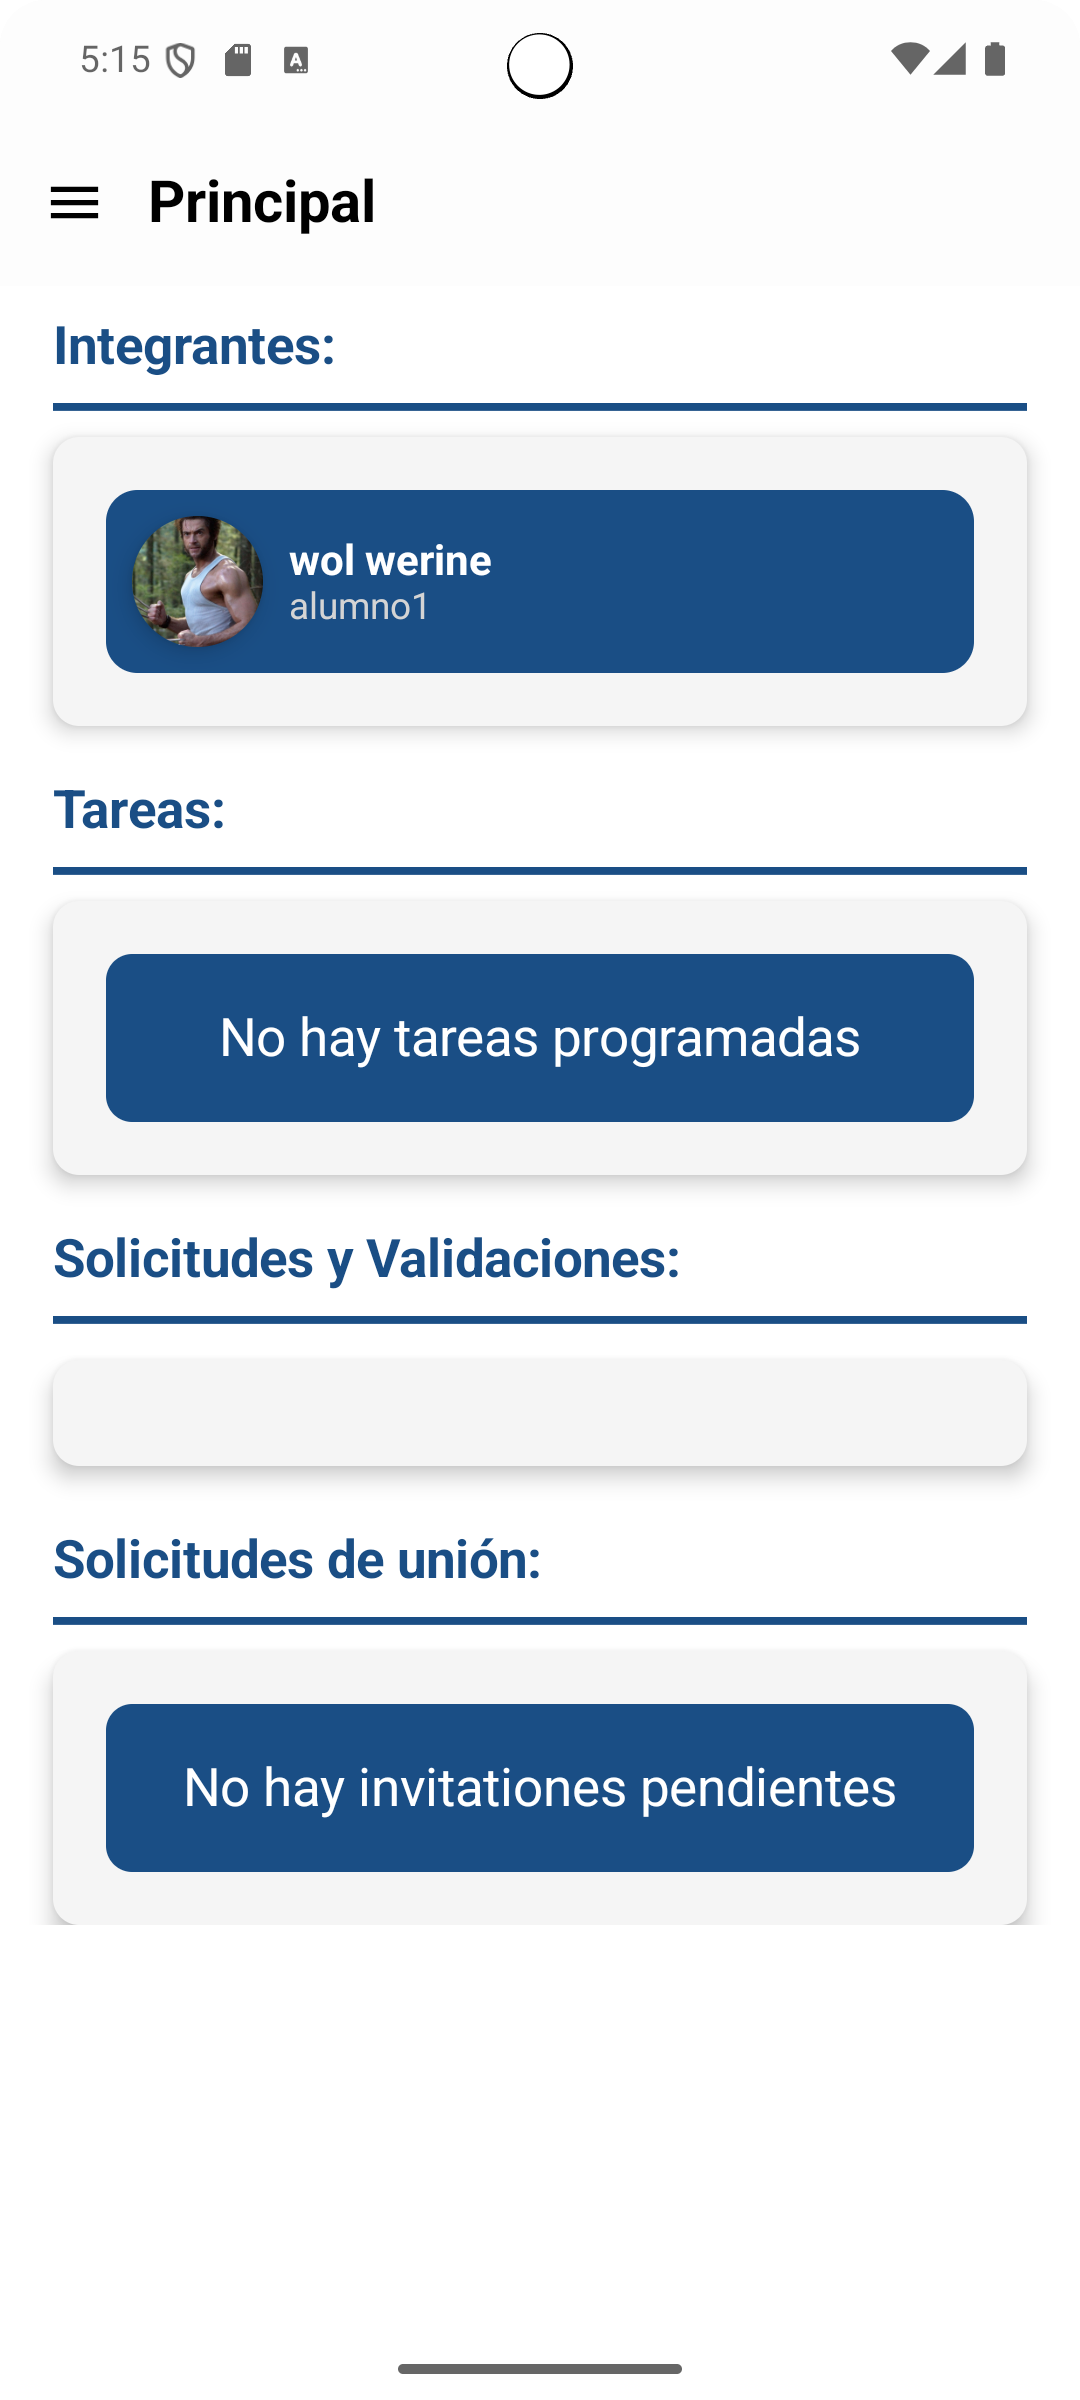 5:15
Principal
Integrantes:
wol werine
alumno1
Tareas:
No hay tareas programadas
Solicitudes y Validaciones:
Solicitudes de unión:
No hay invitationes pendientes